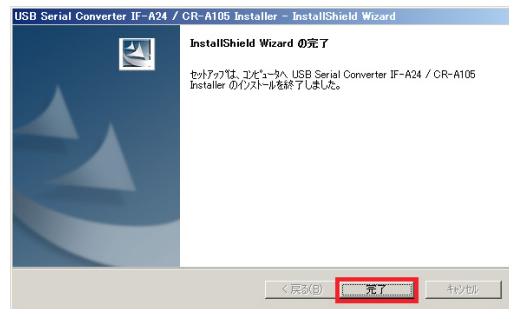 USB Serial Converter IF-A24 / CR-A105 Installer - InstallShield Wizard
InstallShield Wizard の完了
セットアップは、コンピュータへ USB Serial Converter IF-A24 / CR-A105
Installer のインストールを終了しました。
< 戻る(B) 完了 キャンセル